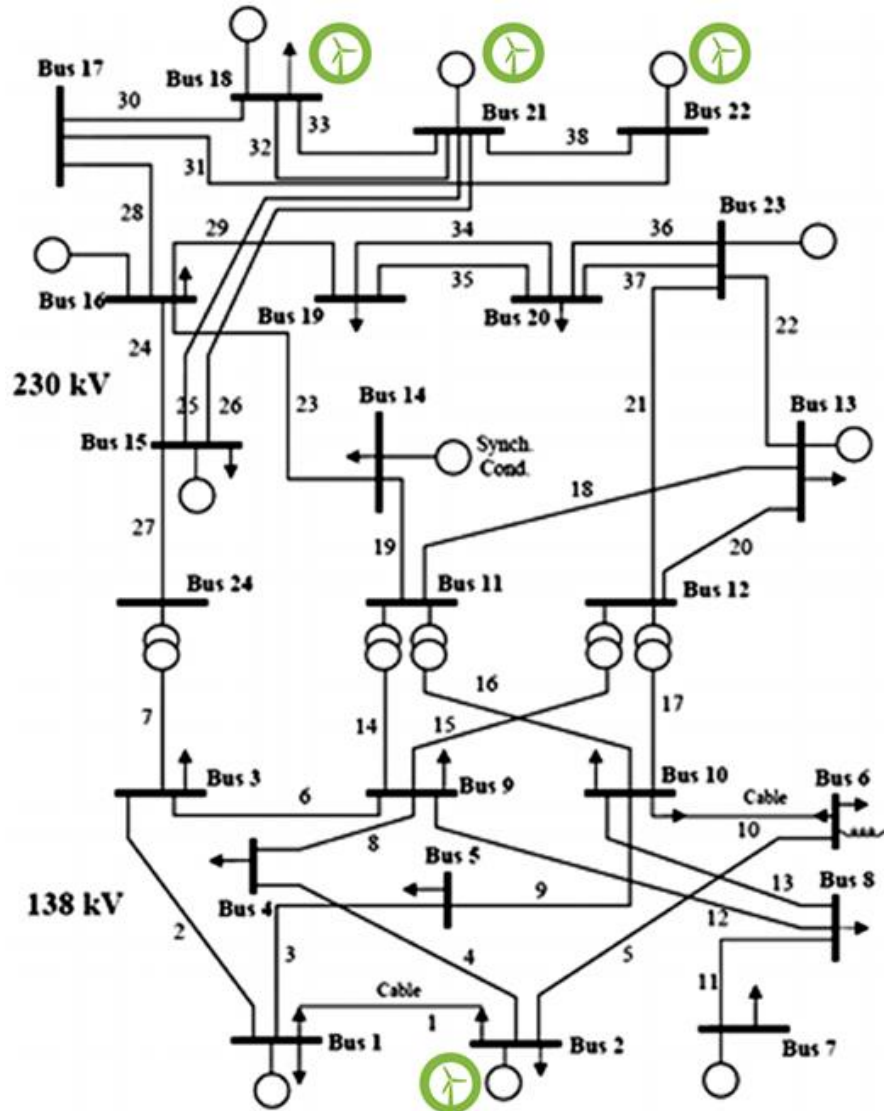 Bus 18
Bus 17
30
33
32
Bus 21
38
Bus 22
31
28
29
34
36
Bus 23
Bus 16
Bus 19
35
Bus 20
37
22
24
230 kV
25
26
23
Bus 14
21
Bus 13
Bus 15
Synch.
Cond.
18
27
19
20
Bus 24
Bus 11
Bus 12
16
7
14
15
17
Bus 3
Bus 9
Bus 10
Bus 6
6
Cable
10
8
Bus 5
138 kV
Bus 4
9
13
Bus 8
2
12
3
4
5
11
Cable
1
Bus 1
Bus 2
Bus 7